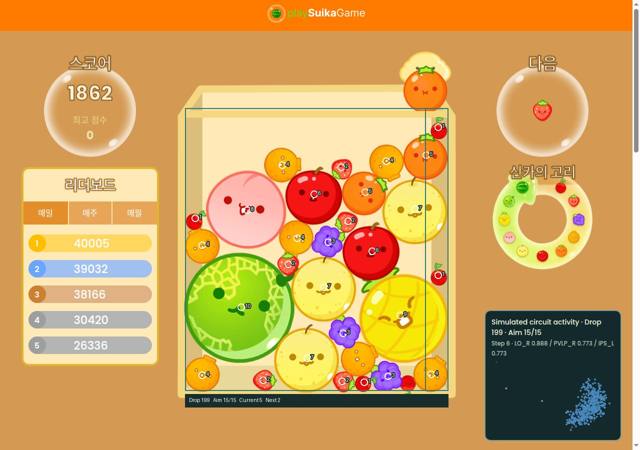 playSuikaGame
스코어
1862
최고 점수
0
리더보드
매일 매주 매월
1 40005
2 39032
3 38166
4 30420
5 26336
다음
신카의 고리
Simulated circuit activity · Drop
199 · Aim 15/15
Step 6 · LO_R 0.888 / PVLP_R 0.773 / IPS_L
0.773
Drop 199 Aim 15/15 Current 5 Next 2